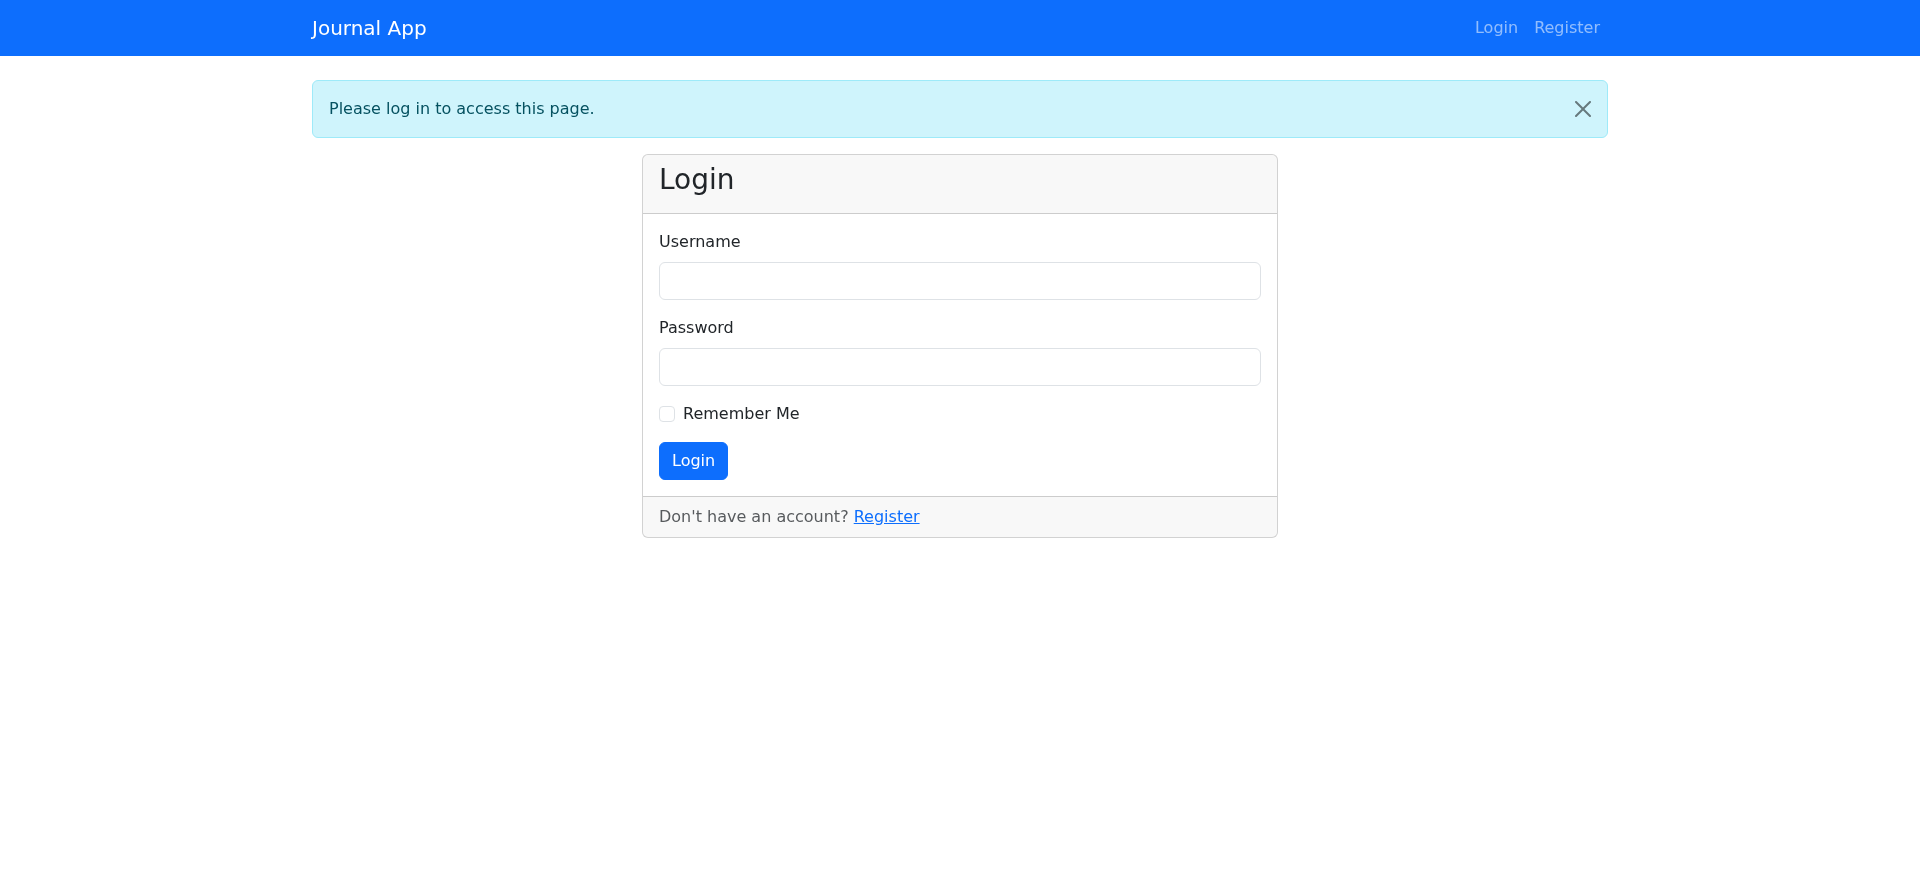 Journal App Login Register
Please log in to access this page.
Login
Username
Password
Remember Me
Login
Don't have an account? Register